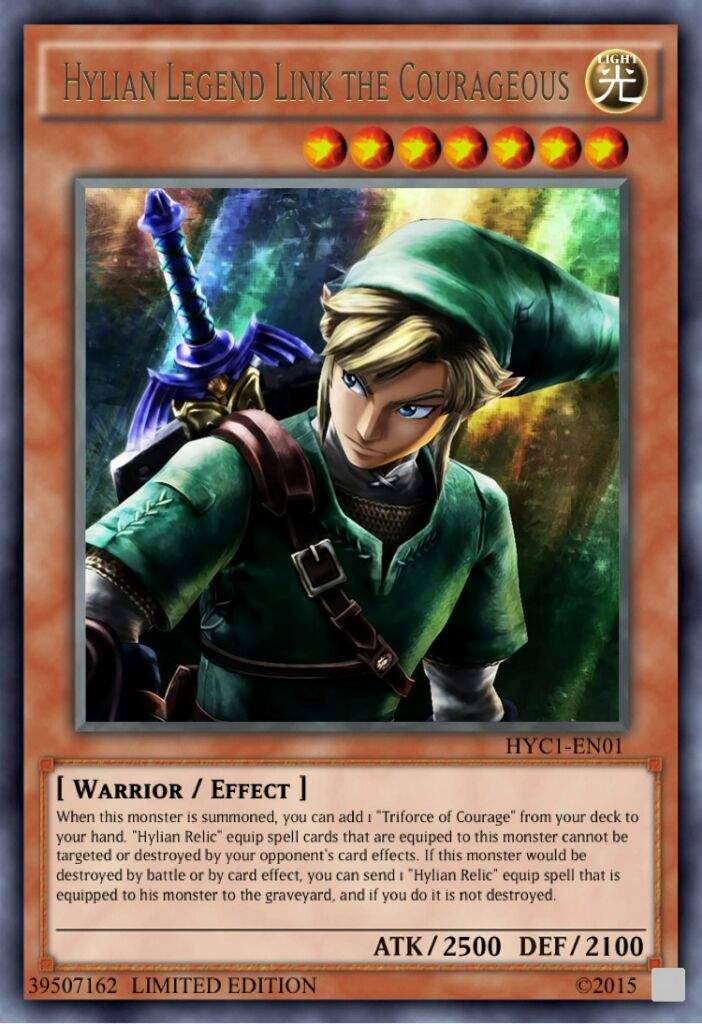 HYLIAN LEGEND LINK THE COURAGEOUS
LIGHT
光
HYC1-EN01
[ WARRIOR / EFFECT ]
When this monster is summoned, you can add 1 "Triforce of Courage" from your deck to
your hand. "Hylian Relic" equip spell cards that are equiped to this monster cannot be
targeted or destroyed by your opponent's card effects. If this monster would be
destroyed by battle or by card effect, you can send 1 "Hylian Relic" equip spell that is
equipped to his monster to the graveyard, and if you do it is not destroyed.
ATK/2500 DEF/2100
39507162 LIMITED EDITION ©2015